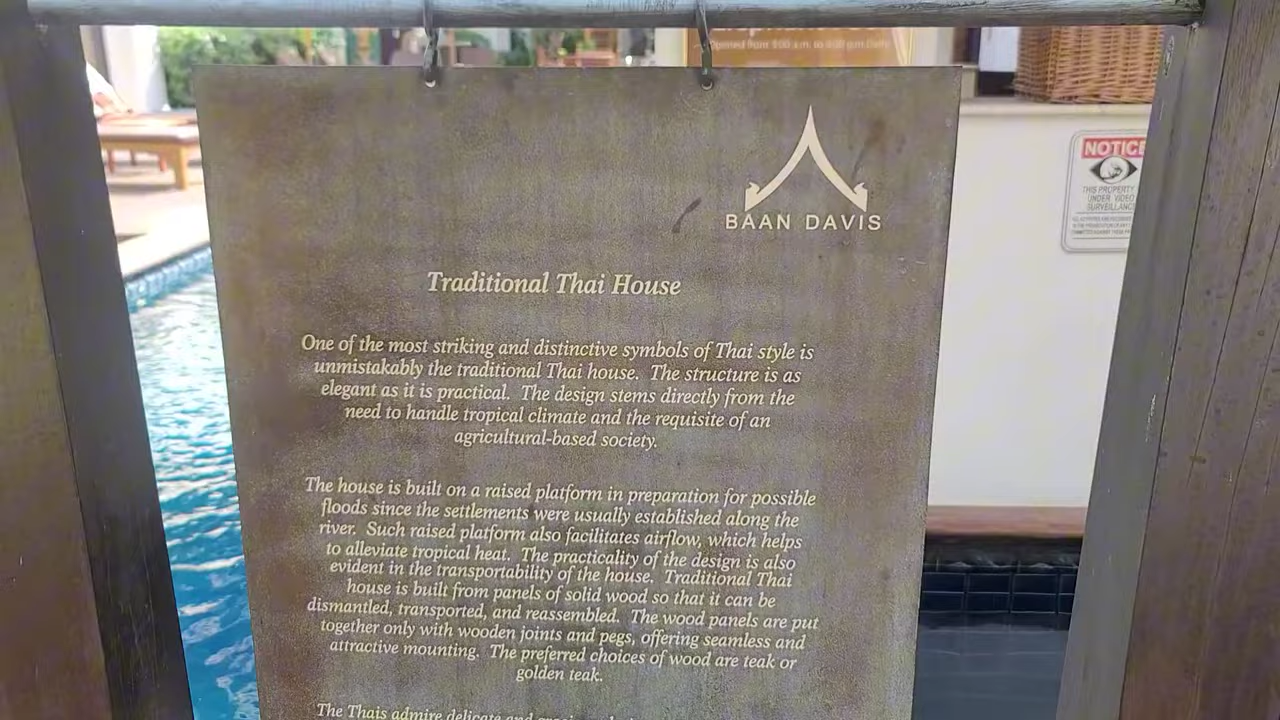 Opened from 9:00 a.m. to 6:00 p.m. Daily
BAAN DAVIS
NOTICE
THIS PROPERTY
UNDER VIDEO
SURVEILLANCE
Traditional Thai House
One of the most striking and distinctive symbols of Thai style is
unmistakably the traditional Thai house. The structure is as
elegant as it is practical. The design stems directly from the
need to handle tropical climate and the requisite of an
agricultural-based society.
The house is built on a raised platform in preparation for possible
floods since the settlements were usually established along the
river. Such raised platform also facilitates airflow, which helps
to alleviate tropical heat. The practicality of the design is also
evident in the transportability of the house. Traditional Thai
house is built from panels of solid wood so that it can be
dismantled, transported, and reassembled. The wood panels are put
together only with wooden joints and pegs, offering seamless and
attractive mounting. The preferred choices of wood are teak or
golden teak.
The Thais admire delicate and